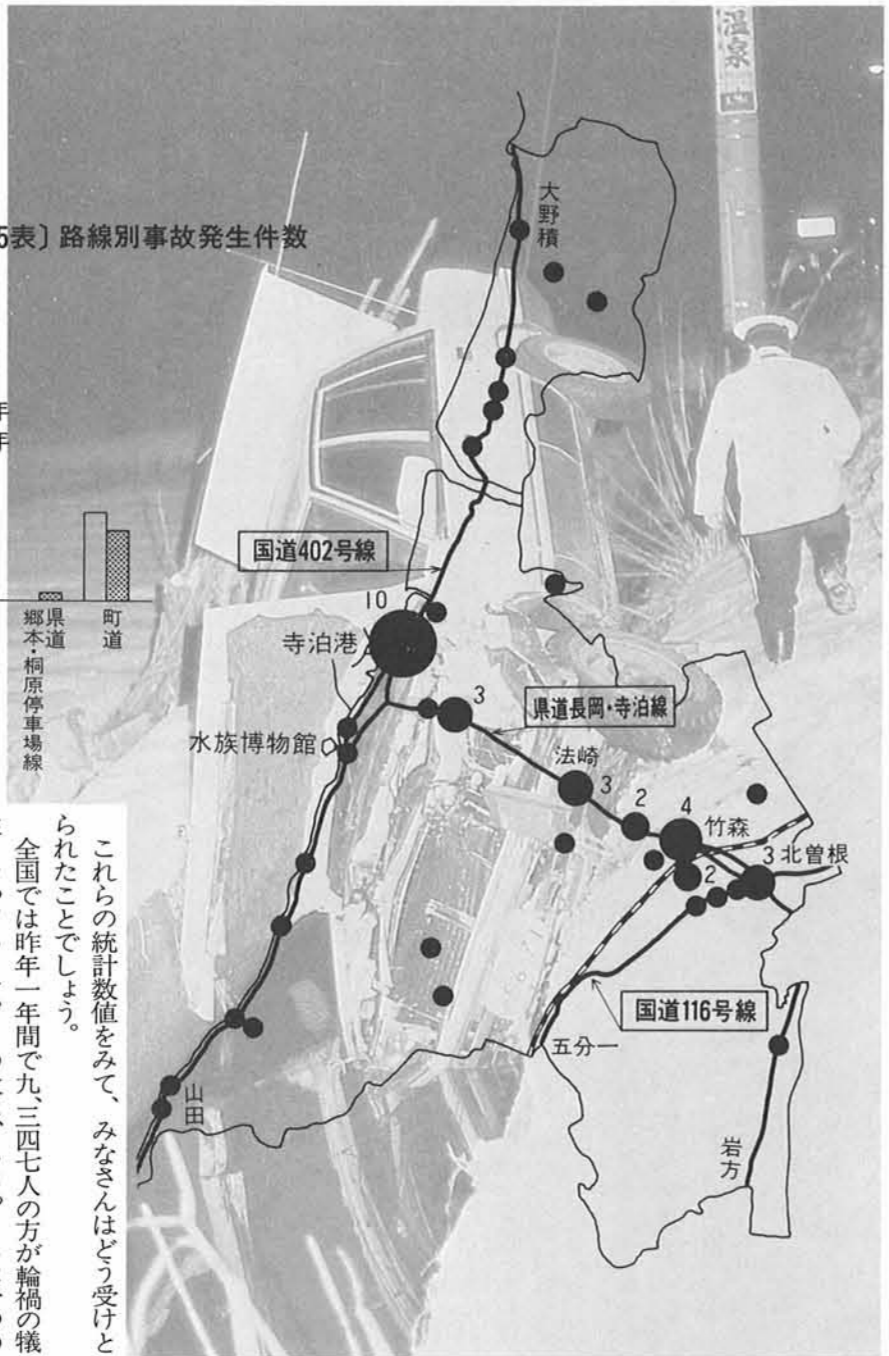 温泉
5表〕路線別事故発生件数
年
年
県道
郷本・桐原停車場線
町道
大野積
国道402号線
10
寺泊港
水族博物館
3
県道長岡・寺泊線
法崎
3
2
4
竹森
2
3
北曽根
国道116号線
五分一
岩方
山田
これらの統計数値をみて、みなさんはどう受けと
られたことでしょう。
全国では昨年一年間で九、三四七人の方が輪禍の犠